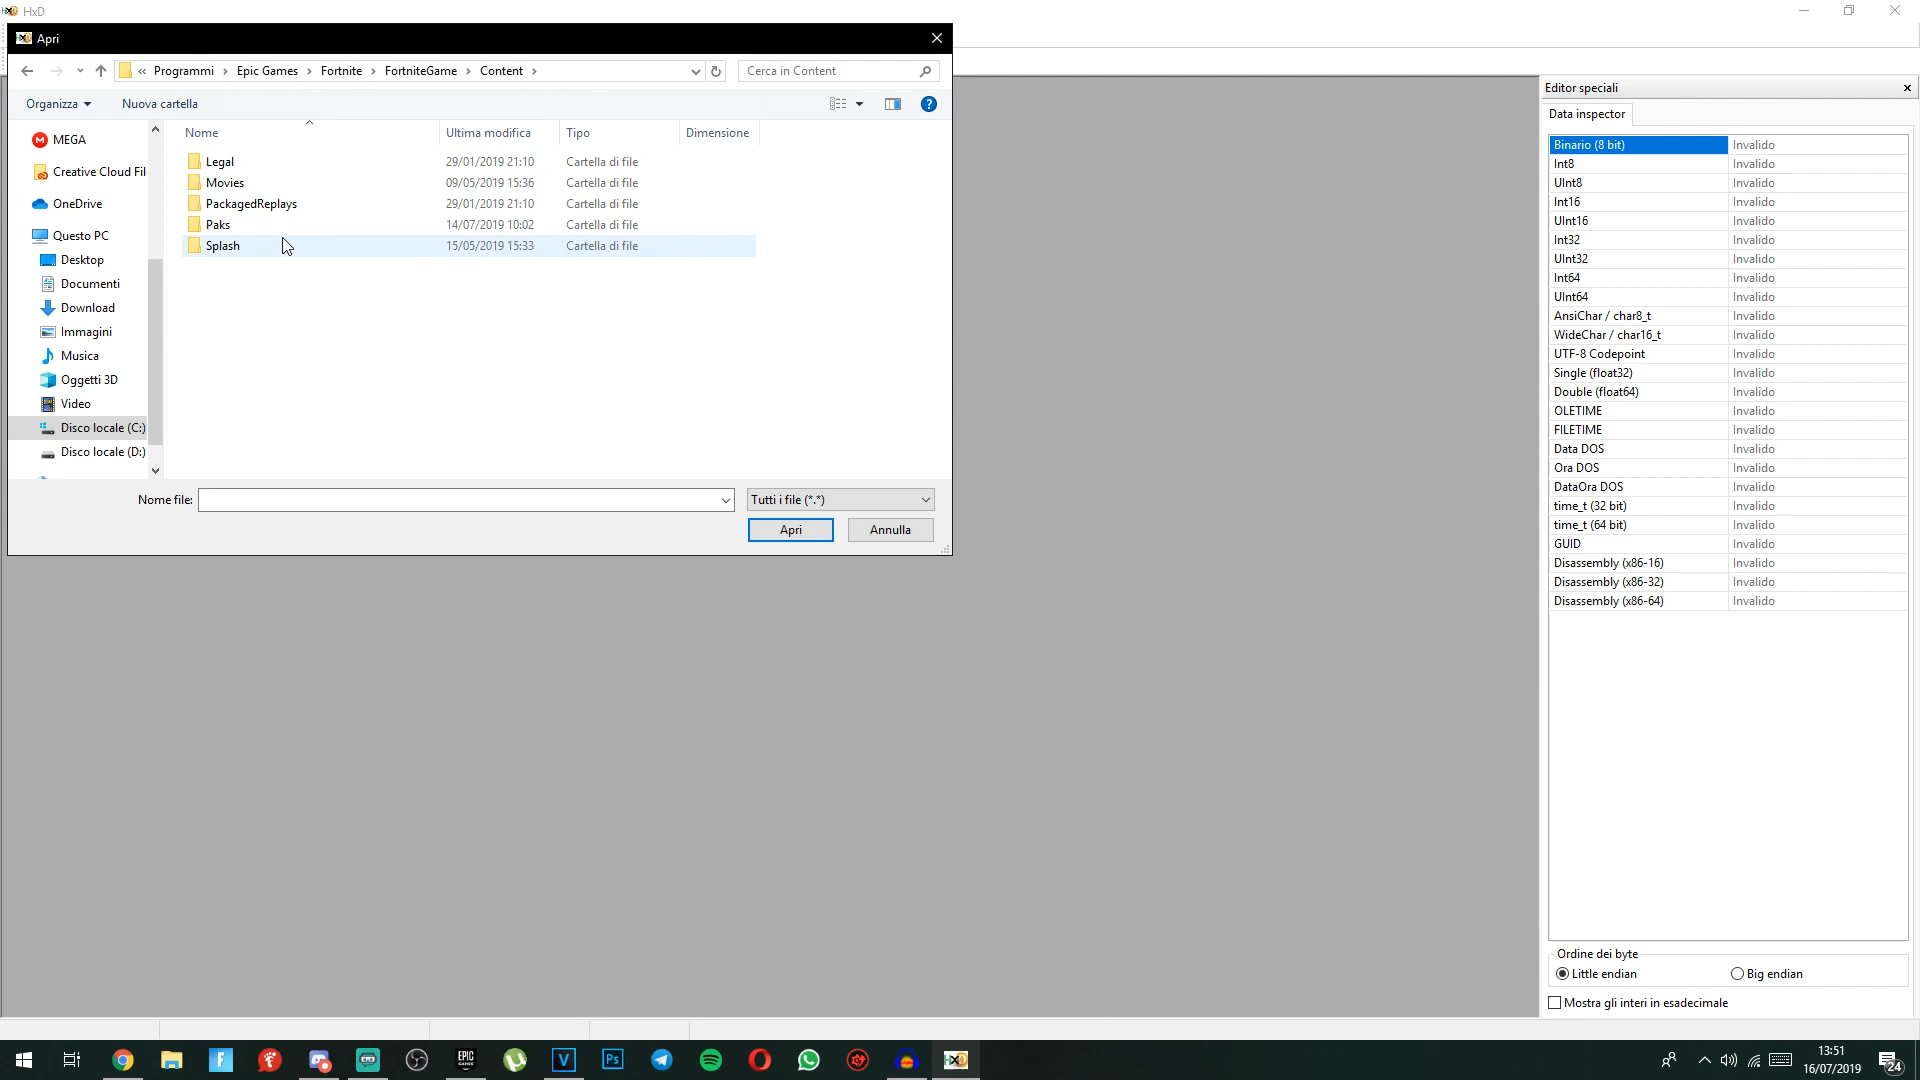 HxD
Apri
« Programmi › Epic Games › Fortnite › FortniteGame › Content ›
Cerca in Content
Organizza
Nuova cartella
MEGA
Creative Cloud Fil
OneDrive
Questo PC
Desktop
Documenti
Download
Immagini
Musica
Oggetti 3D
Video
Disco locale (C:)
Disco locale (D:)
Nome Ultima modifica Tipo Dimensione
Legal 29/01/2019 21:10 Cartella di file
Movies 09/05/2019 15:36 Cartella di file
PackagedReplays 29/01/2019 21:10 Cartella di file
Paks 14/07/2019 10:02 Cartella di file
Splash 15/05/2019 15:33 Cartella di file
Nome file:
Tutti i file (*.*)
Apri
Annulla
Editor speciali
Data inspector
Binario (8 bit) Invalido
Int8 Invalido
UInt8 Invalido
Int16 Invalido
UInt16 Invalido
Int32 Invalido
UInt32 Invalido
Int64 Invalido
UInt64 Invalido
AnsiChar / char8_t Invalido
WideChar / char16_t Invalido
UTF-8 Codepoint Invalido
Single (float32) Invalido
Double (float64) Invalido
OLETIME Invalido
FILETIME Invalido
Data DOS Invalido
Ora DOS Invalido
DataOra DOS Invalido
time_t (32 bit) Invalido
time_t (64 bit) Invalido
GUID Invalido
Disassembly (x86-16) Invalido
Disassembly (x86-32) Invalido
Disassembly (x86-64) Invalido
Ordine dei byte
Little endian
Big endian
Mostra gli interi in esadecimale
EPIC
GAMES
V
Ps
HXD
13:51
16/07/2019
24